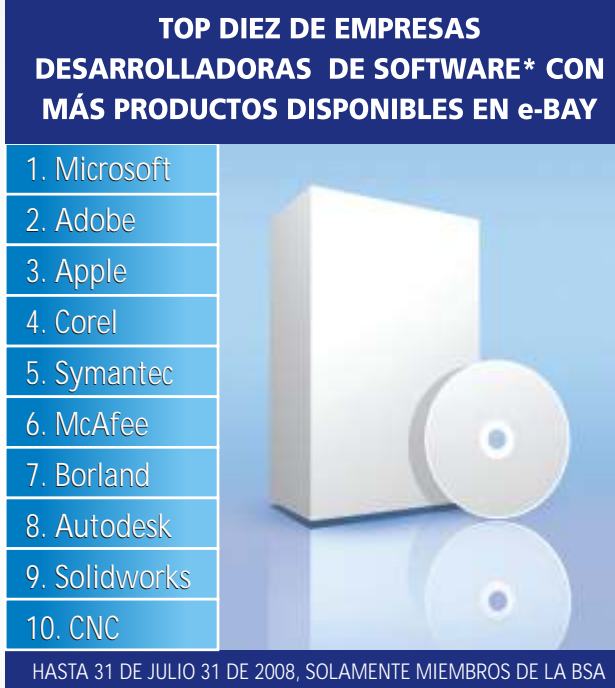 TOP DIEZ DE EMPRESAS
DESARROLLADORAS DE SOFTWARE* CON
MÁS PRODUCTOS DISPONIBLES EN e-BAY
1. Microsoft
2. Adobe
3. Apple
4. Corel
5. Symantec
6. McAfee
7. Borland
8. Autodesk
9. Solidworks
10. CNC
HASTA 31 DE JULIO 31 DE 2008, SOLAMENTE MIEMBROS DE LA BSA